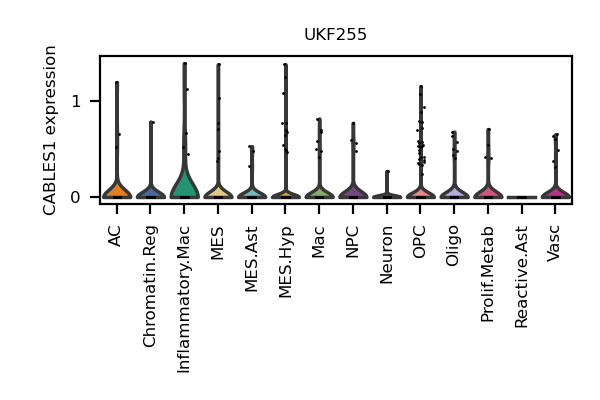 UKF255
CABLES1 expression
1
0
AC
Chromatin.Reg
Inflammatory.Mac
MES
MES.Ast
MES.Hyp
Mac
NPC
Neuron
OPC
Oligo
Prolif.Metab
Reactive.Ast
Vasc